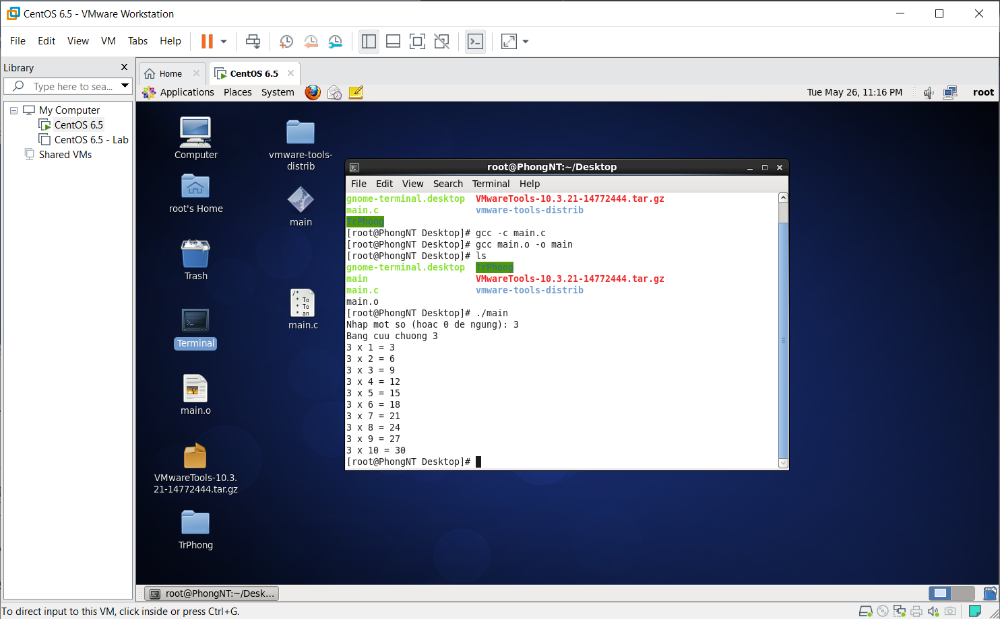 CentOS 6.5 - VMware Workstation
File Edit View VM Tabs Help
Library
Type here to sea...
My Computer
CentOS 6.5
CentOS 6.5 - Lab
Shared VMs
Home
CentOS 6.5
Applications Places System
Tue May 26, 11:16 PM
root
Computer
root's Home
Trash
Terminal
main.o
VMwareTools-10.3.
21-14772444.tar.gz
TrPhong
vmware-tools-
distrib
main
/*
* To
* To
* an
main.c
root@PhongNT:~/Desktop
File Edit View Search Terminal Help
gnome-terminal.desktop VMwareTools-10.3.21-14772444.tar.gz
main.c vmware-tools-distrib
TrPhong
[root@PhongNT Desktop]# gcc -c main.c
[root@PhongNT Desktop]# gcc main.o -o main
[root@PhongNT Desktop]# ls
gnome-terminal.desktop TrPhong
main VMwareTools-10.3.21-14772444.tar.gz
main.c vmware-tools-distrib
main.o
[root@PhongNT Desktop]# ./main
Nhap mot so (hoac 0 de ngung): 3
Bang cuu chuong 3
3 x 1 = 3
3 x 2 = 6
3 x 3 = 9
3 x 4 = 12
3 x 5 = 15
3 x 6 = 18
3 x 7 = 21
3 x 8 = 24
3 x 9 = 27
3 x 10 = 30
[root@PhongNT Desktop]#
root@PhongNT:~/Desk...
To direct input to this VM, click inside or press Ctrl+G.